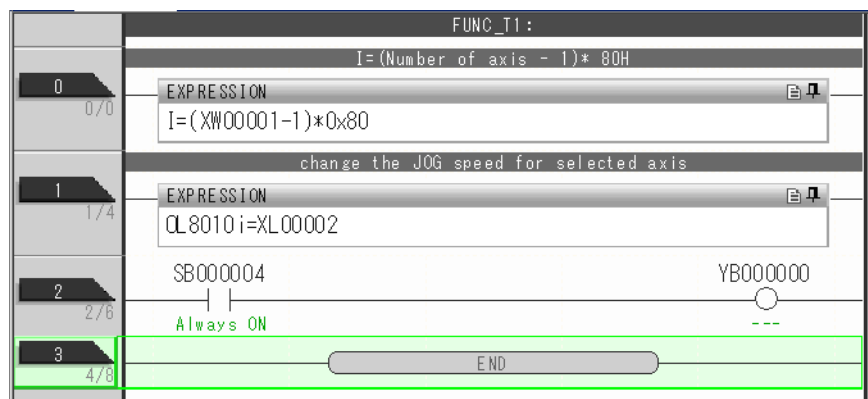 FUNC_T1:
I=(Number of axis - 1)* 80H
0
0/0
EXPRESSION
I=(XW00001-1)*0x80
change the JOG speed for selected axis
1
1/4
EXPRESSION
OL8010i=XL00002
2
2/6
SB000004
YB000000
Always ON
---
3
4/8
END